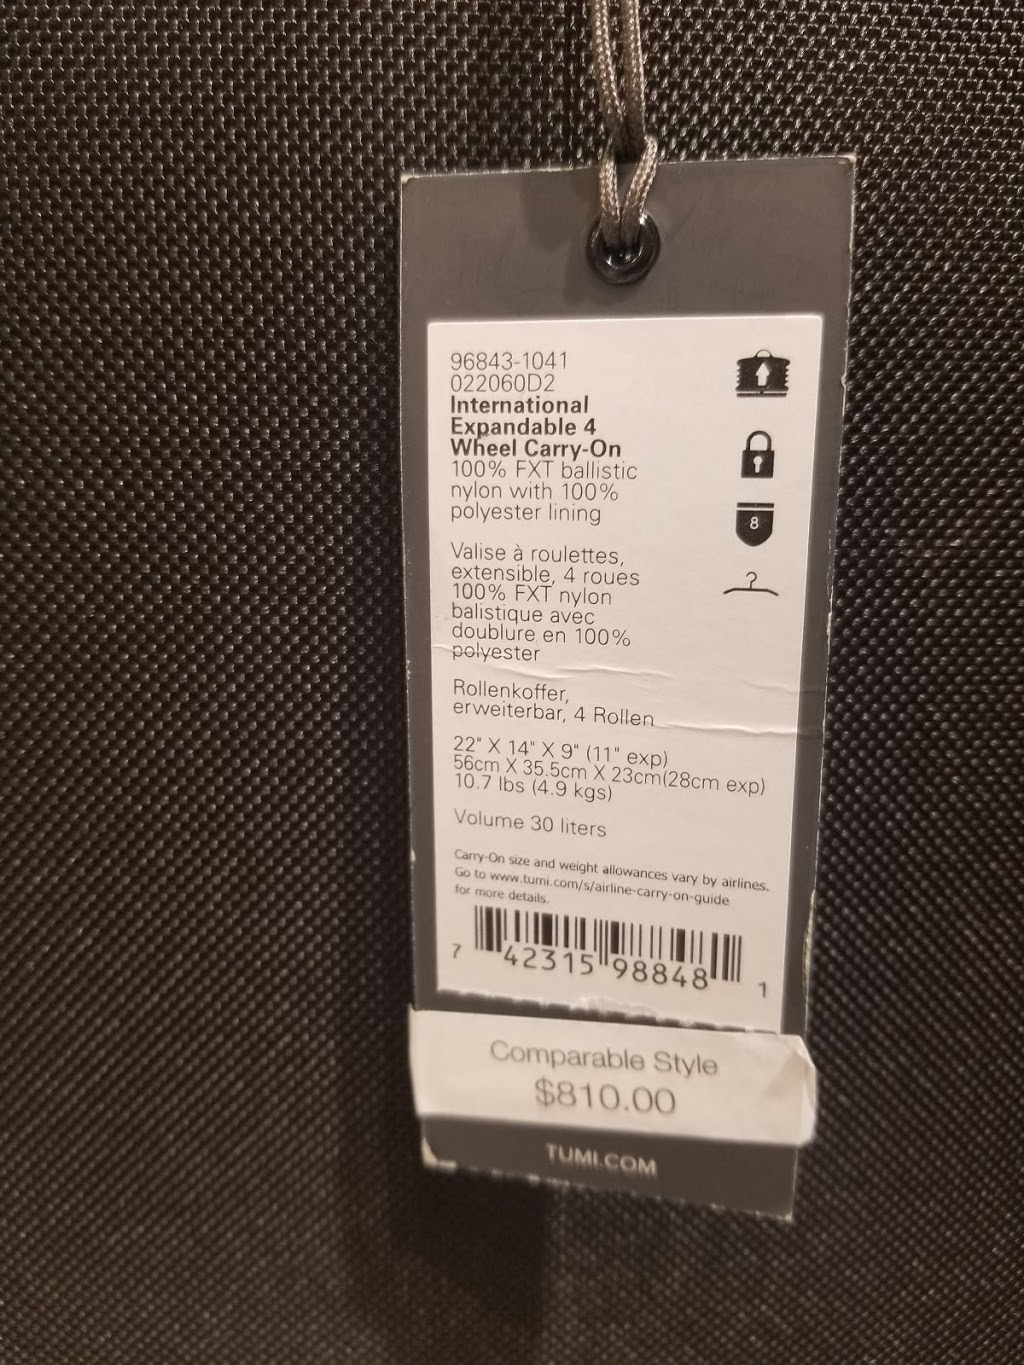 96843-1041
022060D2
International
Expandable 4
Wheel Carry-On
100% FXT ballistic
nylon with 100%
polyester lining
Valise à roulettes,
extensible, 4 roues
100% FXT nylon
balistique avec
doublure en 100%
polyester
Rollenkoffer,
erweiterbar, 4 Rollen
22" X 14" X 9" (11" exp)
56cm X 35.5cm X 23cm(28cm exp)
10.7 lbs (4.9 kgs)
Volume 30 liters
Carry-On size and weight allowances vary by airlines.
Go to www.tumi.com/s/airline-carry-on-guide
for more details.
7 42315 98848 1
8
Comparable Style
$810.00
TUMI.COM